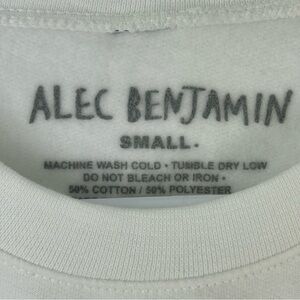 ALEC BENJAMIN
SMALL.
MACHINE WASH COLD • TUMBLE DRY LOW
DO NOT BLEACH OR IRON •
50% COTTON / 50% POLYESTER